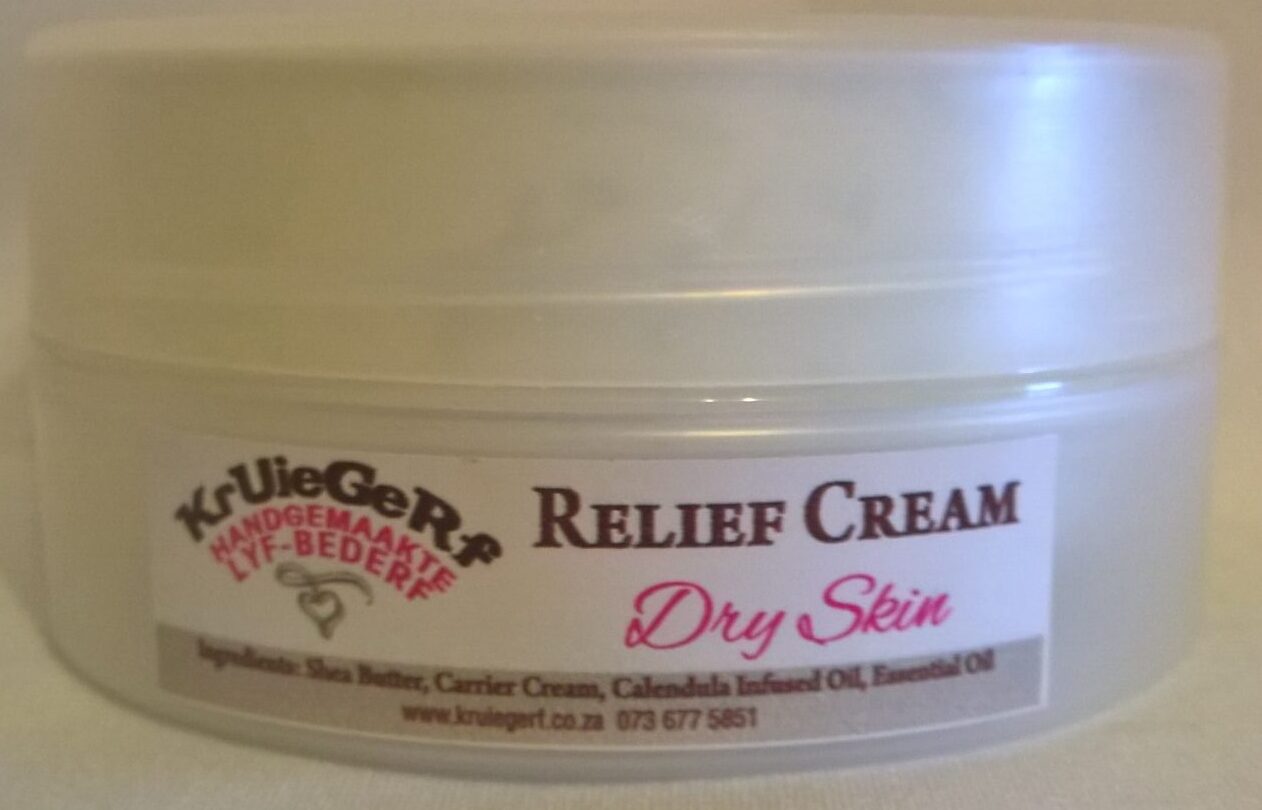 KrUieGeRf
HANDGEMAAKTE
LYF-BEDERF
RELIEF CREAM
Dry Skin
Ingredients: Shea Butter, Carrier Cream, Calendula Infused Oil, Essential Oil
www.kruiegerf.co.za 073 677 5851